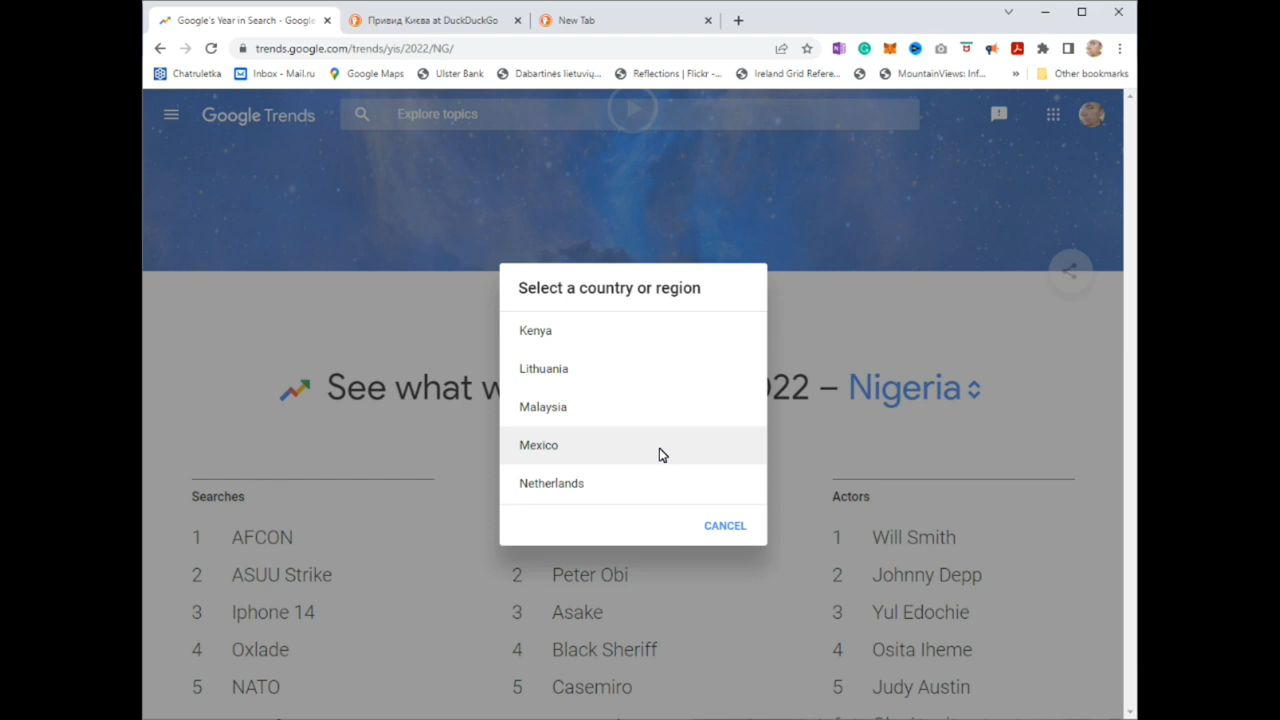 Google's Year in Search - Google
Привид Києва at DuckDuckGo
New Tab
trends.google.com/trends/yis/2022/NG/
Chatruletka
Inbox - Mail.ru
Google Maps
Ulster Bank
Dabartinės lietuvių...
Reflections | Flickr -...
Ireland Grid Refere...
MountainViews: Inf...
»
Other bookmarks
Google Trends
Explore topics
Select a country or region
Kenya
Lithuania
Malaysia
Mexico
Netherlands
CANCEL
See what w
022 – Nigeria
Searches
1 AFCON
2 ASUU Strike
3 Iphone 14
4 Oxlade
5 NATO
2 Peter Obi
3 Asake
4 Black Sheriff
5 Casemiro
Actors
1 Will Smith
2 Johnny Depp
3 Yul Edochie
4 Osita Iheme
5 Judy Austin